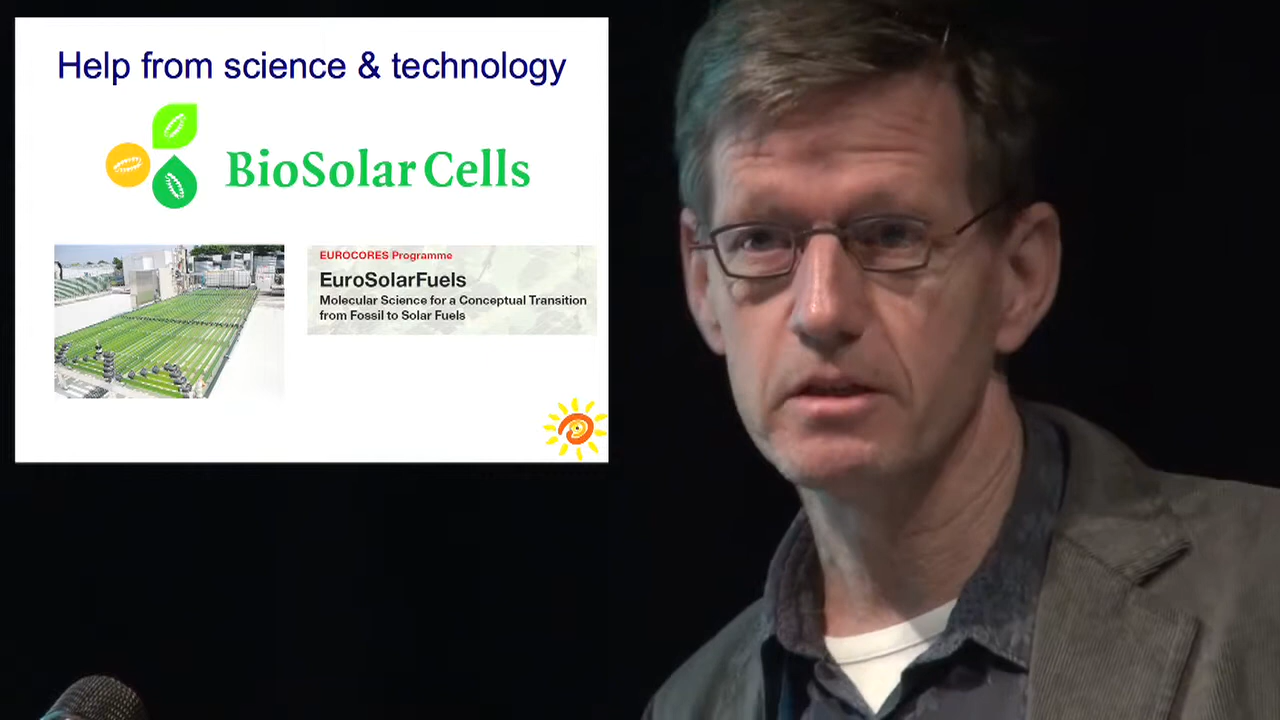 Help from science & technology
BioSolar Cells
EUROCORES Programme
EuroSolarFuels
Molecular Science for a Conceptual Transition
from Fossil to Solar Fuels